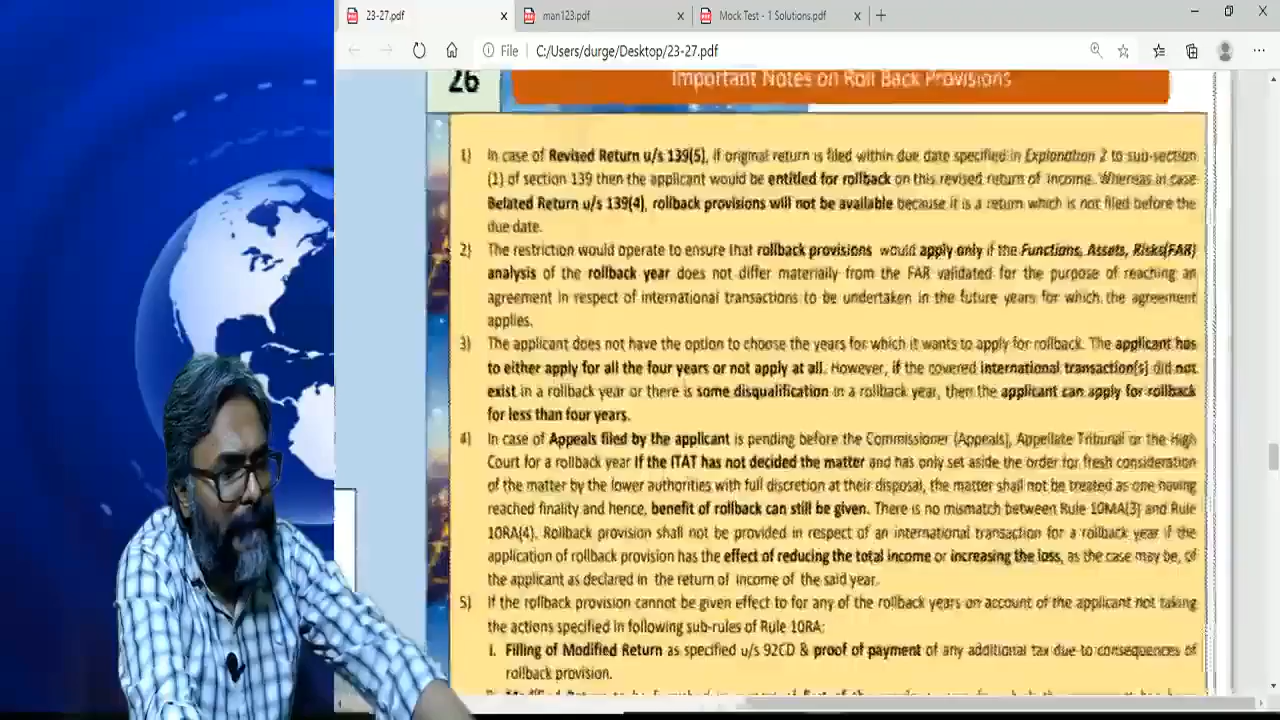 23-27.pdf
man123.pdf
Mock Test - 1 Solutions.pdf
File C:/Users/durge/Desktop/23-27.pdf
26
Important Notes on Roll Back Provisions
1) In case of Revised Return u/s 139(5), if original return is filed within due date specified in Explanation 2 to sub-section
(1) of section 139 then the applicant would be entitled for rollback on this revised return of income. Whereas in case
Belated Return u/s 139(4), rollback provisions will not be available because it is a return which is not filed before the
due date.
2) The restriction would operate to ensure that rollback provisions would apply only if the Functions, Assets, Risks(FAR)
analysis of the rollback year does not differ materially from the FAR validated for the purpose of reaching an
agreement in respect of international transactions to be undertaken in the future years for which the agreement
applies.
3) The applicant does not have the option to choose the years for which it wants to apply for rollback. The applicant has
to either apply for all the four years or not apply at all. However, if the covered international transaction[s] did not
exist in a rollback year or there is some disqualification in a rollback year, then the applicant can apply for rollback
for less than four years.
4) In case of Appeals filed by the applicant is pending before the Commissioner (Appeals), Appellate Tribunal or the High
Court for a rollback year If the ITAT has not decided the matter and has only set aside the order for fresh consideration
of the matter by the lower authorities with full discretion at their disposal, the matter shall not be treated as one having
reached finality and hence, benefit of rollback can still be given. There is no mismatch between Rule 10MA(3) and Rule
10RA(4). Rollback provision shall not be provided in respect of an international transaction for a rollback year if the
application of rollback provision has the effect of reducing the total income or increasing the loss, as the case may be, of
the applicant as declared in the return of income of the said year.
5) If the rollback provision cannot be given effect to for any of the rollback years on account of the applicant not taking
the actions specified in following sub-rules of Rule 10RA:
i. Filling of Modified Return as specified u/s 92CD & proof of payment of any additional tax due to consequences of
rollback provision.